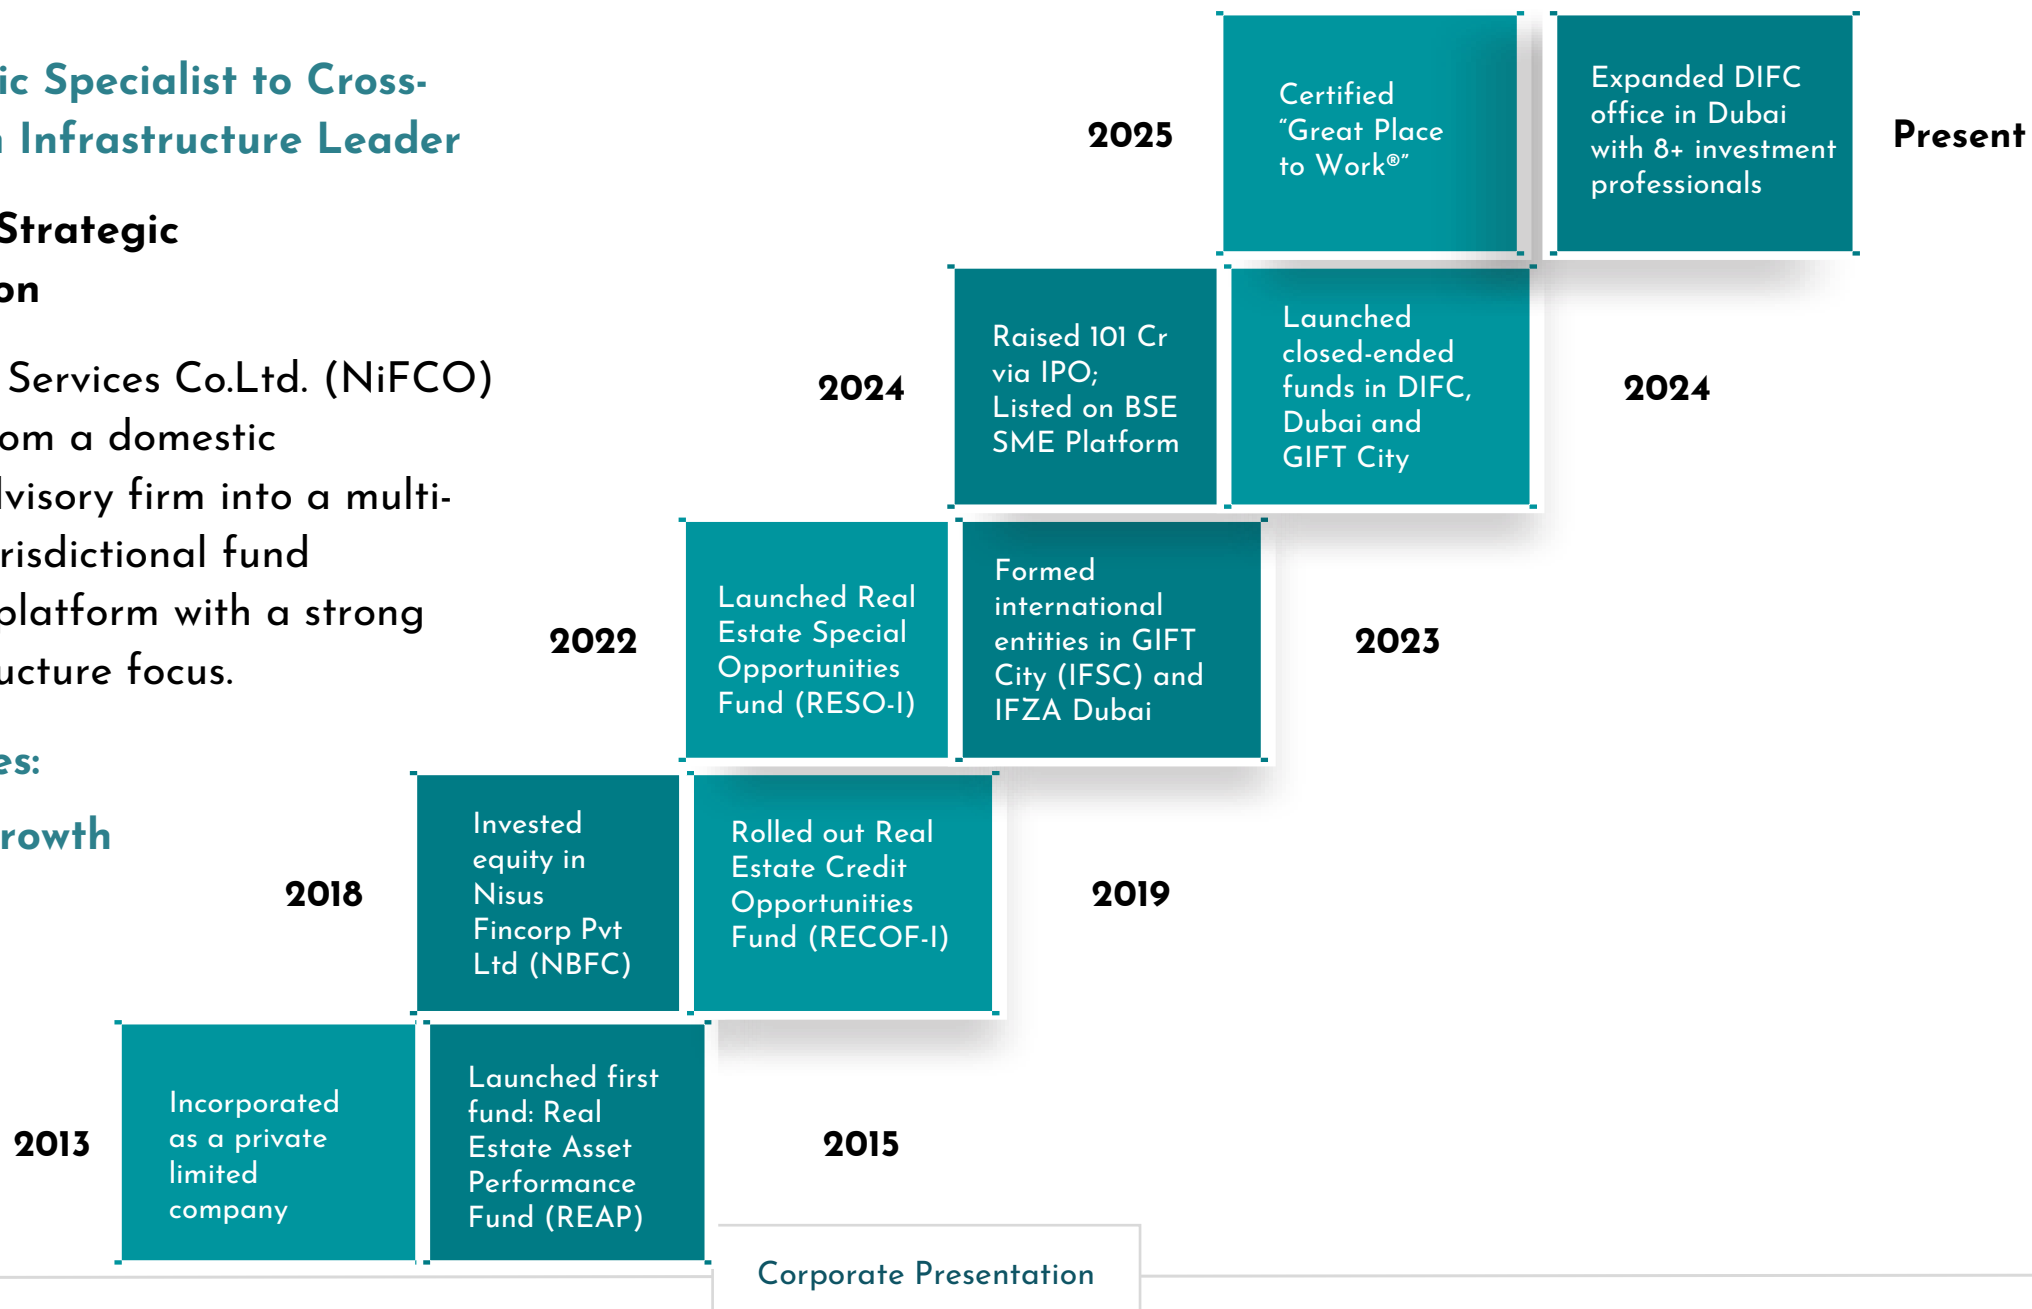 ic Specialist to Cross-
Infrastructure Leader
Strategic
on
Services Co.Ltd. (NiFCO)
om a domestic
lvisory firm into a multi-
risdictional fund
platform with a strong
ucture focus.
es:
rowth
2025
Certified
“Great Place
to Work®”
Expanded DIFC
office in Dubai
with 8+ investment
professionals
Present
2024
Raised 101 Cr
via IPO;
Listed on BSE
SME Platform
Launched
closed-ended
funds in DIFC,
Dubai and
GIFT City
2024
2022
Launched Real
Estate Special
Opportunities
Fund (RESO-I)
Formed
international
entities in GIFT
City (IFSC) and
IFZA Dubai
2023
2018
Invested
equity in
Nisus
Fincorp Pvt
Ltd (NBFC)
Rolled out Real
Estate Credit
Opportunities
Fund (RECOF-I)
2019
2013
Incorporated
as a private
limited
company
Launched first
fund: Real
Estate Asset
Performance
Fund (REAP)
2015
Corporate Presentation